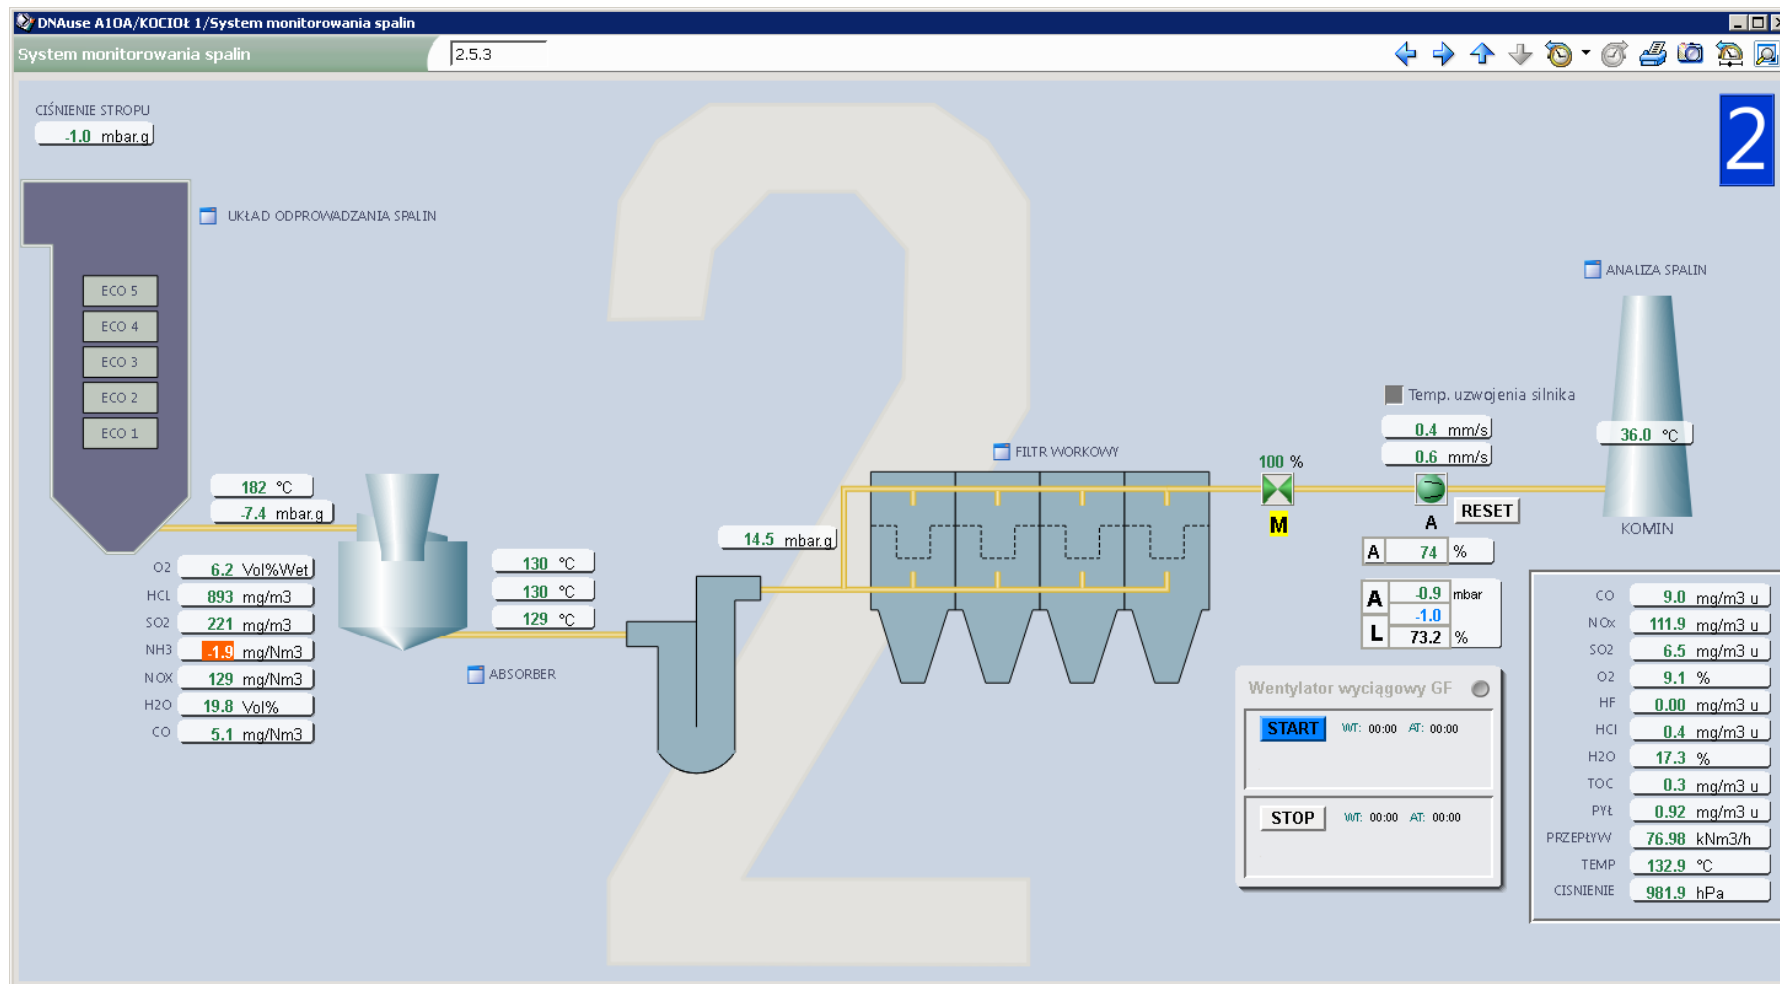 DNAuse A10A/KOCIOŁ 1/System monitorowania spalin
System monitorowania spalin
2.5.3
CIŚNIENIE STROPU
-1.0 mbar.g
2
UKŁAD ODPROWADZANIA SPALIN
ECO 5
ECO 4
ECO 3
ECO 2
ECO 1
182 °C
-7.4 mbar.g
O2 6.2 Vol%Wet
HCL 893 mg/m3
SO2 221 mg/m3
NH3 -1.9 mg/Nm3
NOX 129 mg/Nm3
H2O 19.8 Vol%
CO 5.1 mg/Nm3
130 °C
130 °C
129 °C
ABSORBER
14.5 mbar.g
FILTR WORKOWY
100 %
M
Temp. uzwojenia silnika
0.4 mm/s
0.6 mm/s
A
RESET
A 74 %
A -0.9 mbar
-1.0
L 73.2 %
ANALIZA SPALIN
36.0 °C
KOMIN
Wentylator wyciągowy GF
START WT: 00:00 AT: 00:00
STOP WT: 00:00 AT: 00:00
CO 9.0 mg/m3 u
NOx 111.9 mg/m3 u
SO2 6.5 mg/m3 u
O2 9.1 %
HF 0.00 mg/m3 u
HCl 0.4 mg/m3 u
H2O 17.3 %
TOC 0.3 mg/m3 u
PYŁ 0.92 mg/m3 u
PRZEPŁYW 76.98 kNm3/h
TEMP 132.9 °C
CISNIENIE 981.9 hPa
2